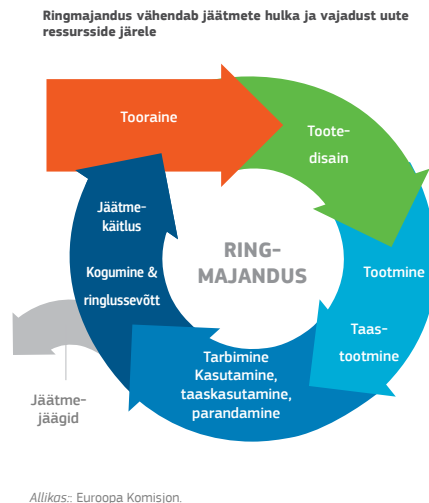 Ringmajandus vähendab jäätmete hulka ja vajadust uute
ressursside järele
Tooraine
Toote-
disain
Tootmine
Taas-
tootmine
Tarbimine
Kasutamine,
taaskasutamine,
parandamine
Jäätme-
käitlus
Kogumine &
ringlussevõtt
RING-
MAJANDUS
Jäätme-
jäägid
Allikas:: Euroopa Komisjon.